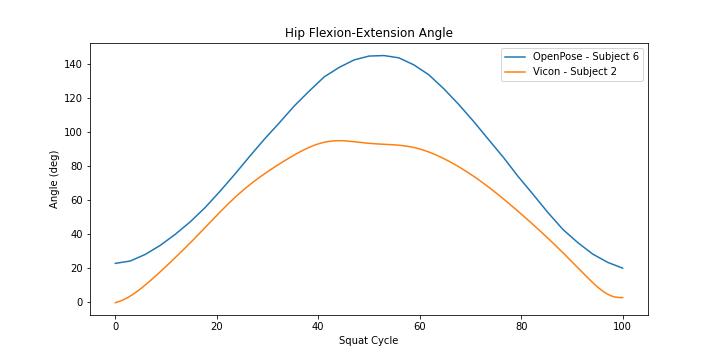 Hip Flexion-Extension Angle
OpenPose - Subject 6
Vicon - Subject 2
Angle (deg)
140
120
100
80
60
40
20
0
0 20 40 60 80 100
Squat Cycle